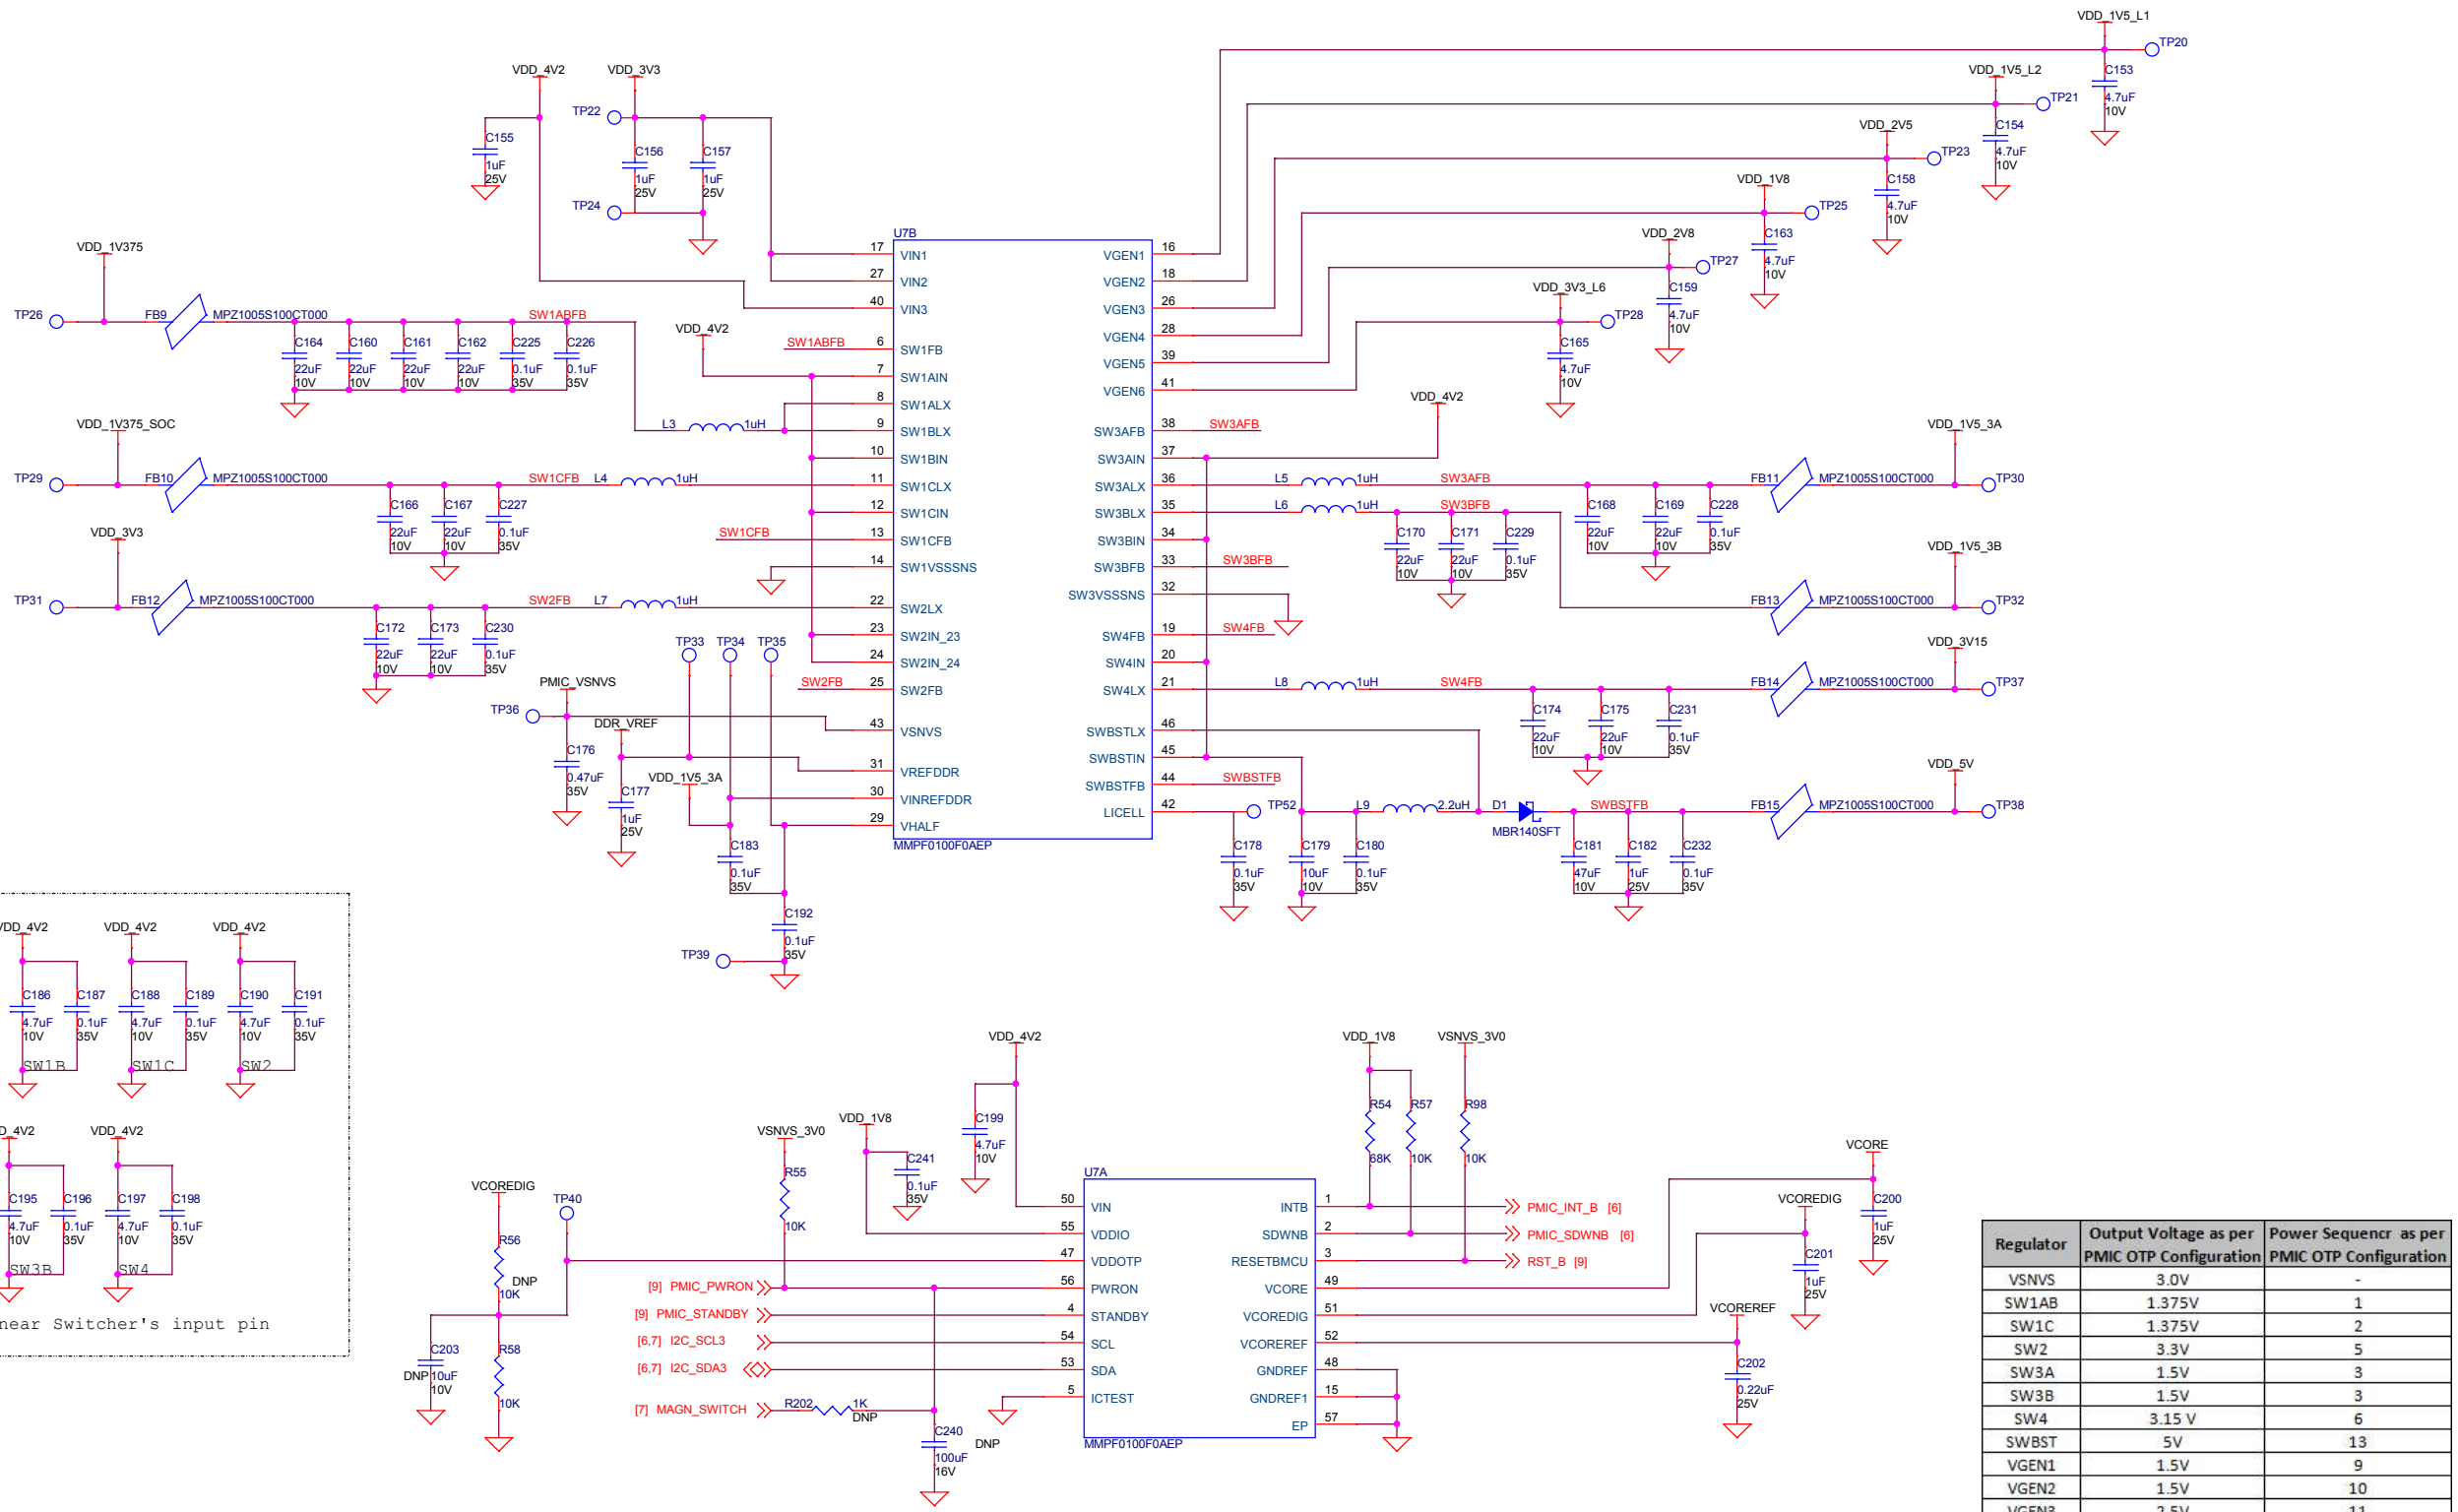 VDD_1V5_L1
TP20
VDD_4V2
VDD_3V3
VDD_1V5_L2
C153
4.7uF
10V
TP22
TP21
C155
1uF
25V
C156
1uF
25V
C157
1uF
25V
VDD_2V5
C154
4.7uF
10V
TP23
TP24
VDD_1V8
C158
4.7uF
10V
TP25
VDD_1V375
U7B
VDD_2V8
C163
4.7uF
10V
TP27
17 VIN1
27 VIN2
40 VIN3
6 SW1FB
7 SW1AIN
8 SW1ALX
9 SW1BLX
10 SW1BIN
11 SW1CLX
12 SW1CIN
13 SW1CFB
14 SW1VSSSNS
22 SW2LX
23 SW2IN_23
24 SW2IN_24
25 SW2FB
43 VSNVS
31 VREFDDR
30 VINREFDDR
29 VHALF
VGEN1 16
VGEN2 18
VGEN3 26
VGEN4 28
VGEN5 39
VGEN6 41
SW3AFB 38
SW3AIN 37
SW3ALX 36
SW3BLX 35
SW3BIN 34
SW3BFB 33
SW3VSSSNS 32
SW4FB 19
SW4IN 20
SW4LX 21
SWBSTLX 46
SWBSTIN 45
SWBSTFB 44
LICELL 42
MMPF0100F0AEP
VDD_3V3_L6
C159
4.7uF
10V
TP28
C165
4.7uF
10V
TP26
FB9
MPZ1005S100CT000
SW1ABFB
C164
22uF
10V
C160
22uF
10V
C161
22uF
10V
C162
22uF
10V
C225
0.1uF
35V
C226
0.1uF
35V
VDD_4V2
SW1ABFB
L3
1uH
VDD_1V375_SOC
TP29
FB10
MPZ1005S100CT000
SW1CFB
L4
1uH
C166
22uF
10V
C167
22uF
10V
C227
0.1uF
35V
SW1CFB
VDD_3V3
TP31
FB12
MPZ1005S100CT000
SW2FB
L7
1uH
C172
22uF
10V
C173
22uF
10V
C230
0.1uF
35V
SW2FB
TP33
TP34
TP35
PMIC_VSNVS
TP36
DDR_VREF
C176
0.47uF
35V
VDD_1V5_3A
C177
1uF
25V
C183
0.1uF
35V
C192
0.1uF
35V
TP39
VDD_4V2
SW3AFB
VDD_1V5_3A
L5
1uH
SW3AFB
FB11
MPZ1005S100CT000
TP30
L6
1uH
SW3BFB
C168
22uF
10V
C169
22uF
10V
C228
0.1uF
35V
C170
22uF
10V
C171
22uF
10V
C229
0.1uF
35V
SW3BFB
VDD_1V5_3B
FB13
MPZ1005S100CT000
TP32
SW4FB
VDD_3V15
L8
1uH
SW4FB
FB14
MPZ1005S100CT000
TP37
C174
22uF
10V
C175
22uF
10V
C231
0.1uF
35V
SWBSTFB
VDD_5V
TP52
L9
2.2uH
D1
MBR140SFT
SWBSTFB
FB15
MPZ1005S100CT000
TP38
C178
0.1uF
35V
C179
10uF
10V
C180
0.1uF
35V
C181
47uF
10V
C182
1uF
25V
C232
0.1uF
35V
VDD_4V2
VDD_4V2
VDD_4V2
C186
4.7uF
10V
C187
0.1uF
35V
C188
4.7uF
10V
C189
0.1uF
35V
C190
4.7uF
10V
C191
0.1uF
35V
SW1B
SW1C
SW2
D_4V2
VDD_4V2
C195
4.7uF
10V
C196
0.1uF
35V
C197
4.7uF
10V
C198
0.1uF
35V
SW3B
SW4
near Switcher's input pin
VDD_4V2
VDD_1V8
VSNVS_3V0
C199
4.7uF
10V
R54
68K
R57
10K
R98
10K
VDD_1V8
VSNVS_3V0
C241
0.1uF
35V
R55
10K
VCOREDIG
TP40
R56
DNP
10K
C203
DNP
10uF
10V
R58
10K
[9] PMIC_PWRON
[9] PMIC_STANDBY
[6,7] I2C_SCL3
[6,7] I2C_SDA3
[7] MAGN_SWITCH
R202
1K
DNP
C240
100uF
16V
DNP
U7A
50 VIN
55 VDDIO
47 VDDOTP
56 PWRON
4 STANDBY
54 SCL
53 SDA
5 ICTEST
INTB 1
SDWNB 2
RESETBMCU 3
VCORE 49
VCOREDIG 51
VCOREREF 52
GNDREF 48
GNDREF1 15
EP 57
MMPF0100F0AEP
PMIC_INT_B [6]
PMIC_SDWNB [6]
RST_B [9]
VCORE
C200
1uF
25V
VCOREDIG
C201
1uF
25V
VCOREREF
C202
0.22uF
25V
Regulator | Output Voltage as per PMIC OTP Configuration | Power Sequencr as per PMIC OTP Configuration
VSNVS 3.0V -
SW1AB 1.375V 1
SW1C 1.375V 2
SW2 3.3V 5
SW3A 1.5V 3
SW3B 1.5V 3
SW4 3.15 V 6
SWBST 5V 13
VGEN1 1.5V 9
VGEN2 1.5V 10
VGEN3 2.5V 11